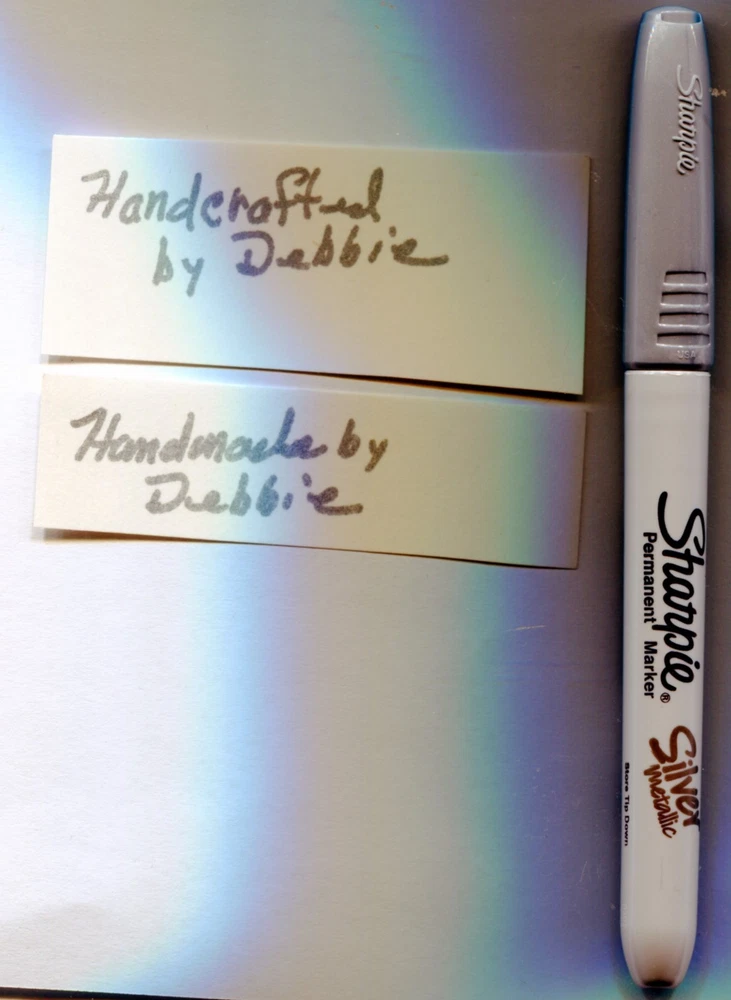 Handcrafted
by Debbie
Handmade by
Debbie
Sharpie
USA
Sharpie®
Permanent Marker
Silver
metallic
Store Tip Down